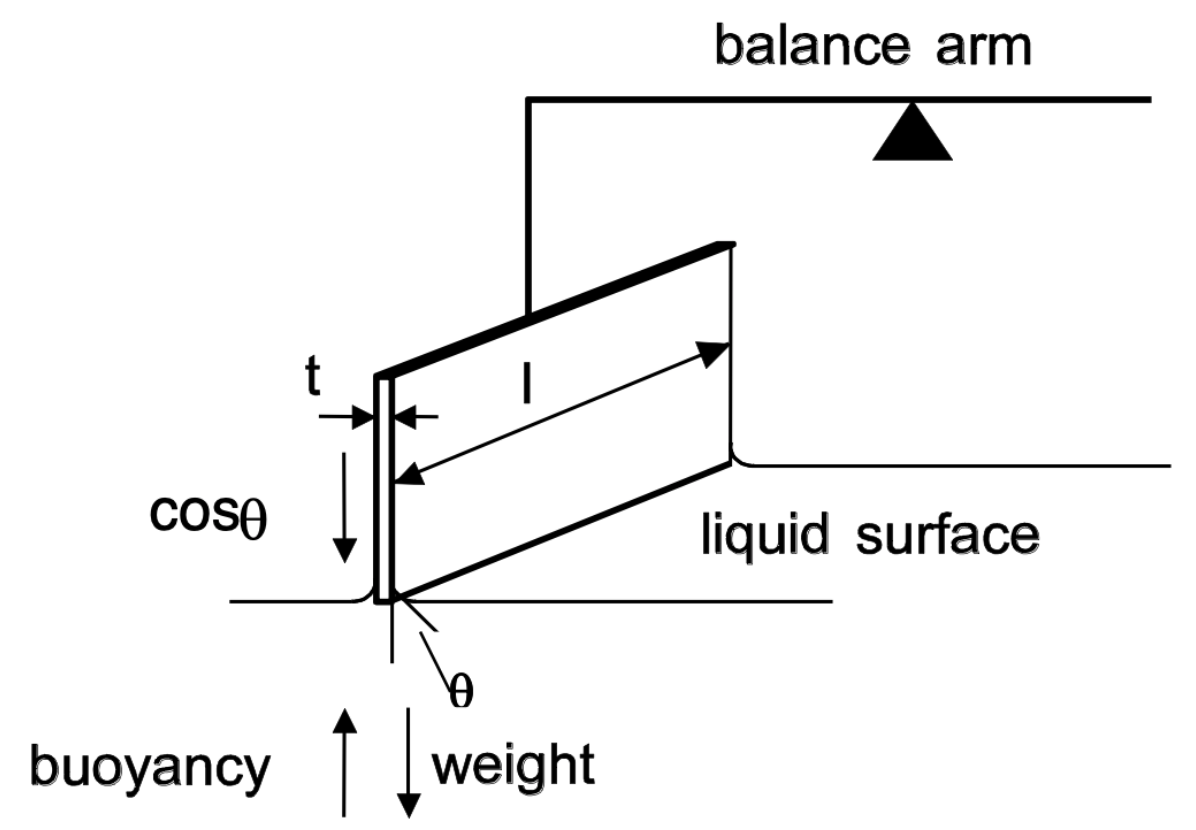 balance arm
t
l
cosθ
liquid surface
θ
buoyancy
weight